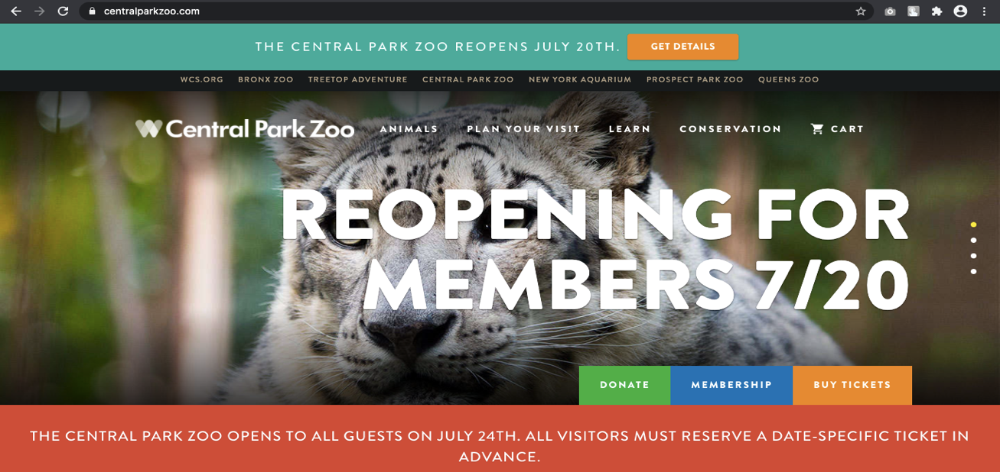 centralparkzoo.com
THE CENTRAL PARK ZOO REOPENS JULY 20TH. GET DETAILS
WCS.ORG BRONX ZOO TREETOP ADVENTURE CENTRAL PARK ZOO NEW YORK AQUARIUM PROSPECT PARK ZOO QUEENS ZOO
Central Park Zoo ANIMALS PLAN YOUR VISIT LEARN CONSERVATION CART
REOPENING FOR
MEMBERS 7/20
DONATE MEMBERSHIP BUY TICKETS
THE CENTRAL PARK ZOO OPENS TO ALL GUESTS ON JULY 24TH. ALL VISITORS MUST RESERVE A DATE-SPECIFIC TICKET IN
ADVANCE.